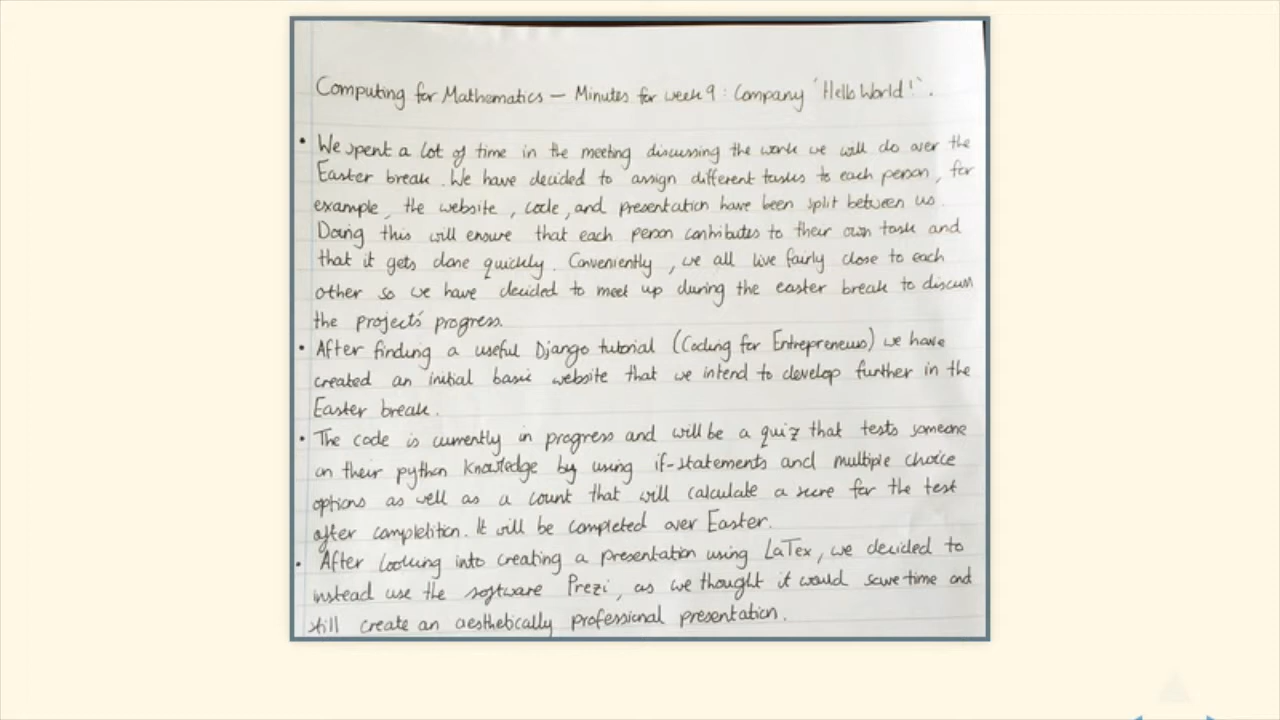 Computing for Mathematics – Minutes for week 9 : Company 'Hello World!'.
• We spent a lot of time in the meeting discussing the work we will do over the
Easter break. We have decided to assign different tasks to each person, for
example, the website, code, and presentation have been split between us.
Doing this will ensure that each person contributes to their own task and
that it gets done quickly. Conveniently, we all live fairly close to each
other so we have decided to meet up during the easter break to discuss
the projects' progress.
• After finding a useful Django tutorial (Coding for Entrepreneurs) we have
created an initial basic website that we intend to develop further in the
Easter break.
• The code is currently in progress and will be a quiz that tests someone
on their python knowledge by using if-statements and multiple choice
options as well as a count that will calculate a score for the test
after completition. It will be completed over Easter.
• After looking into creating a presentation using LaTex, we decided to
instead use the software Prezi, as we thought it would save time and
still create an aesthetically professional presentation.